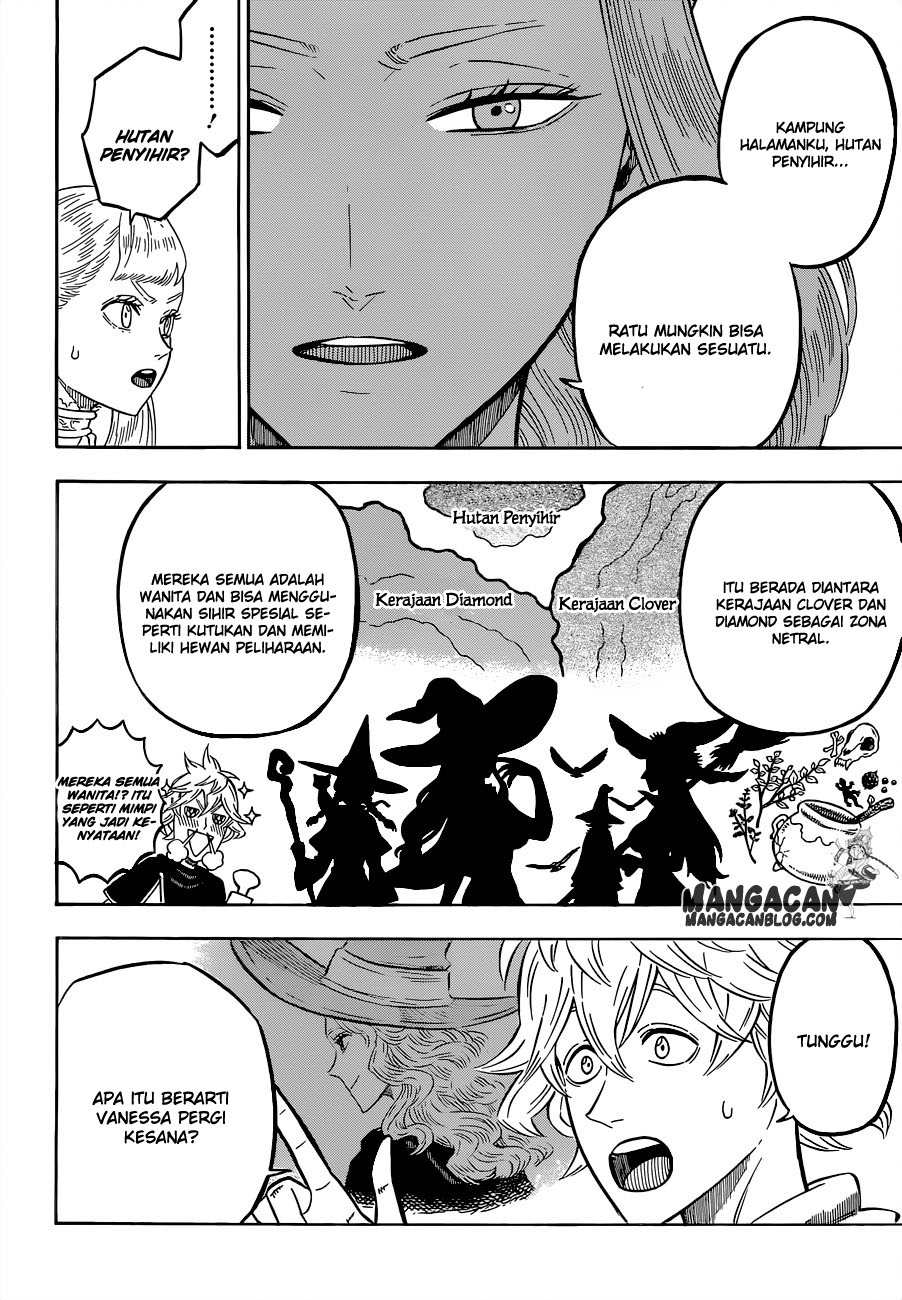 KAMPUNG
HALAMANKU, HUTAN
PENYIHIR...
RATU MUNGKIN BISA
MELAKUKAN SESUATU.
.........!
HUTAN
PENYIHIR?
Hutan Penyihir
Kerajaan Diamond
Kerajaan Clover
ITU BERADA DIANTARA
KERAJAAN CLOVER DAN
DIAMOND SEBAGAI ZONA
NETRAL.
MEREKA SEMUA ADALAH
WANITA DAN BISA MENGGU-
NAKAN SIHIR SPESIAL SE-
PERTI KUTUKAN DAN MEMI-
LIKI HEWAN PELIHARAAN.
MEREKA SEMUA
WANITA!? ITU
SEPERTI MIMPI
YANG JADI KE-
NYATAAN!
MANGACAN
MANGACANBLOG.COM
TUNGGU!
APA ITU BERARTI
VANESSA PERGI
KESANA?